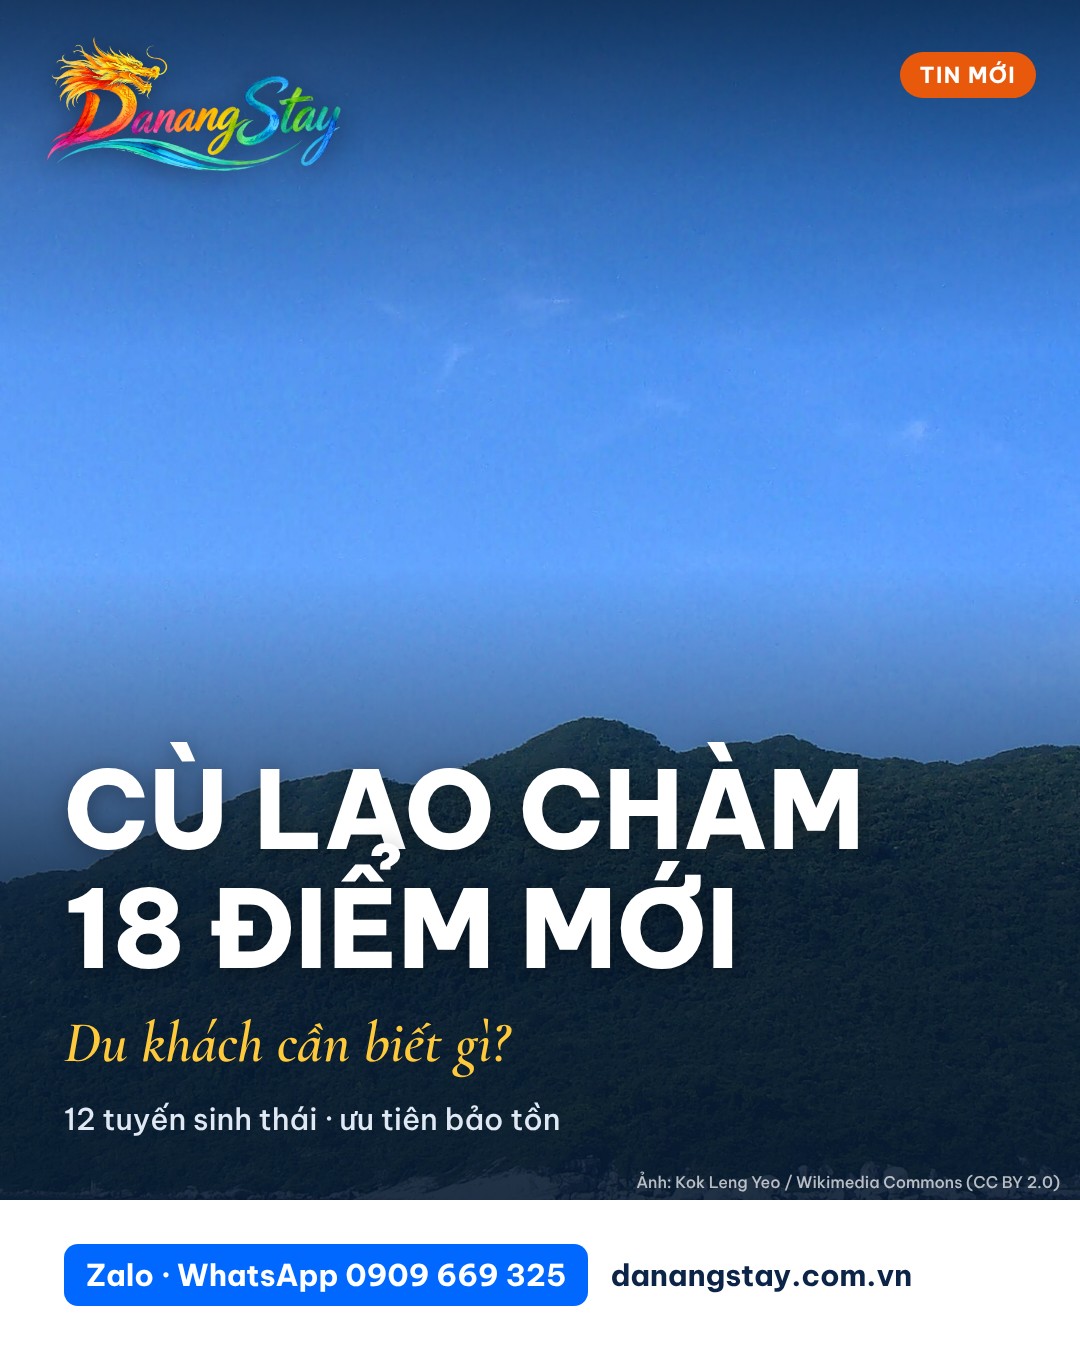 DanangStay
TIN MỚI
CÙ LAO CHÀM
18 ĐIỂM MỚI
Du khách cần biết gì?
12 tuyến sinh thái · ưu tiên bảo tồn
Ảnh: Kok Leng Yeo / Wikimedia Commons (CC BY 2.0)
Zalo · WhatsApp 0909 669 325
danangstay.com.vn